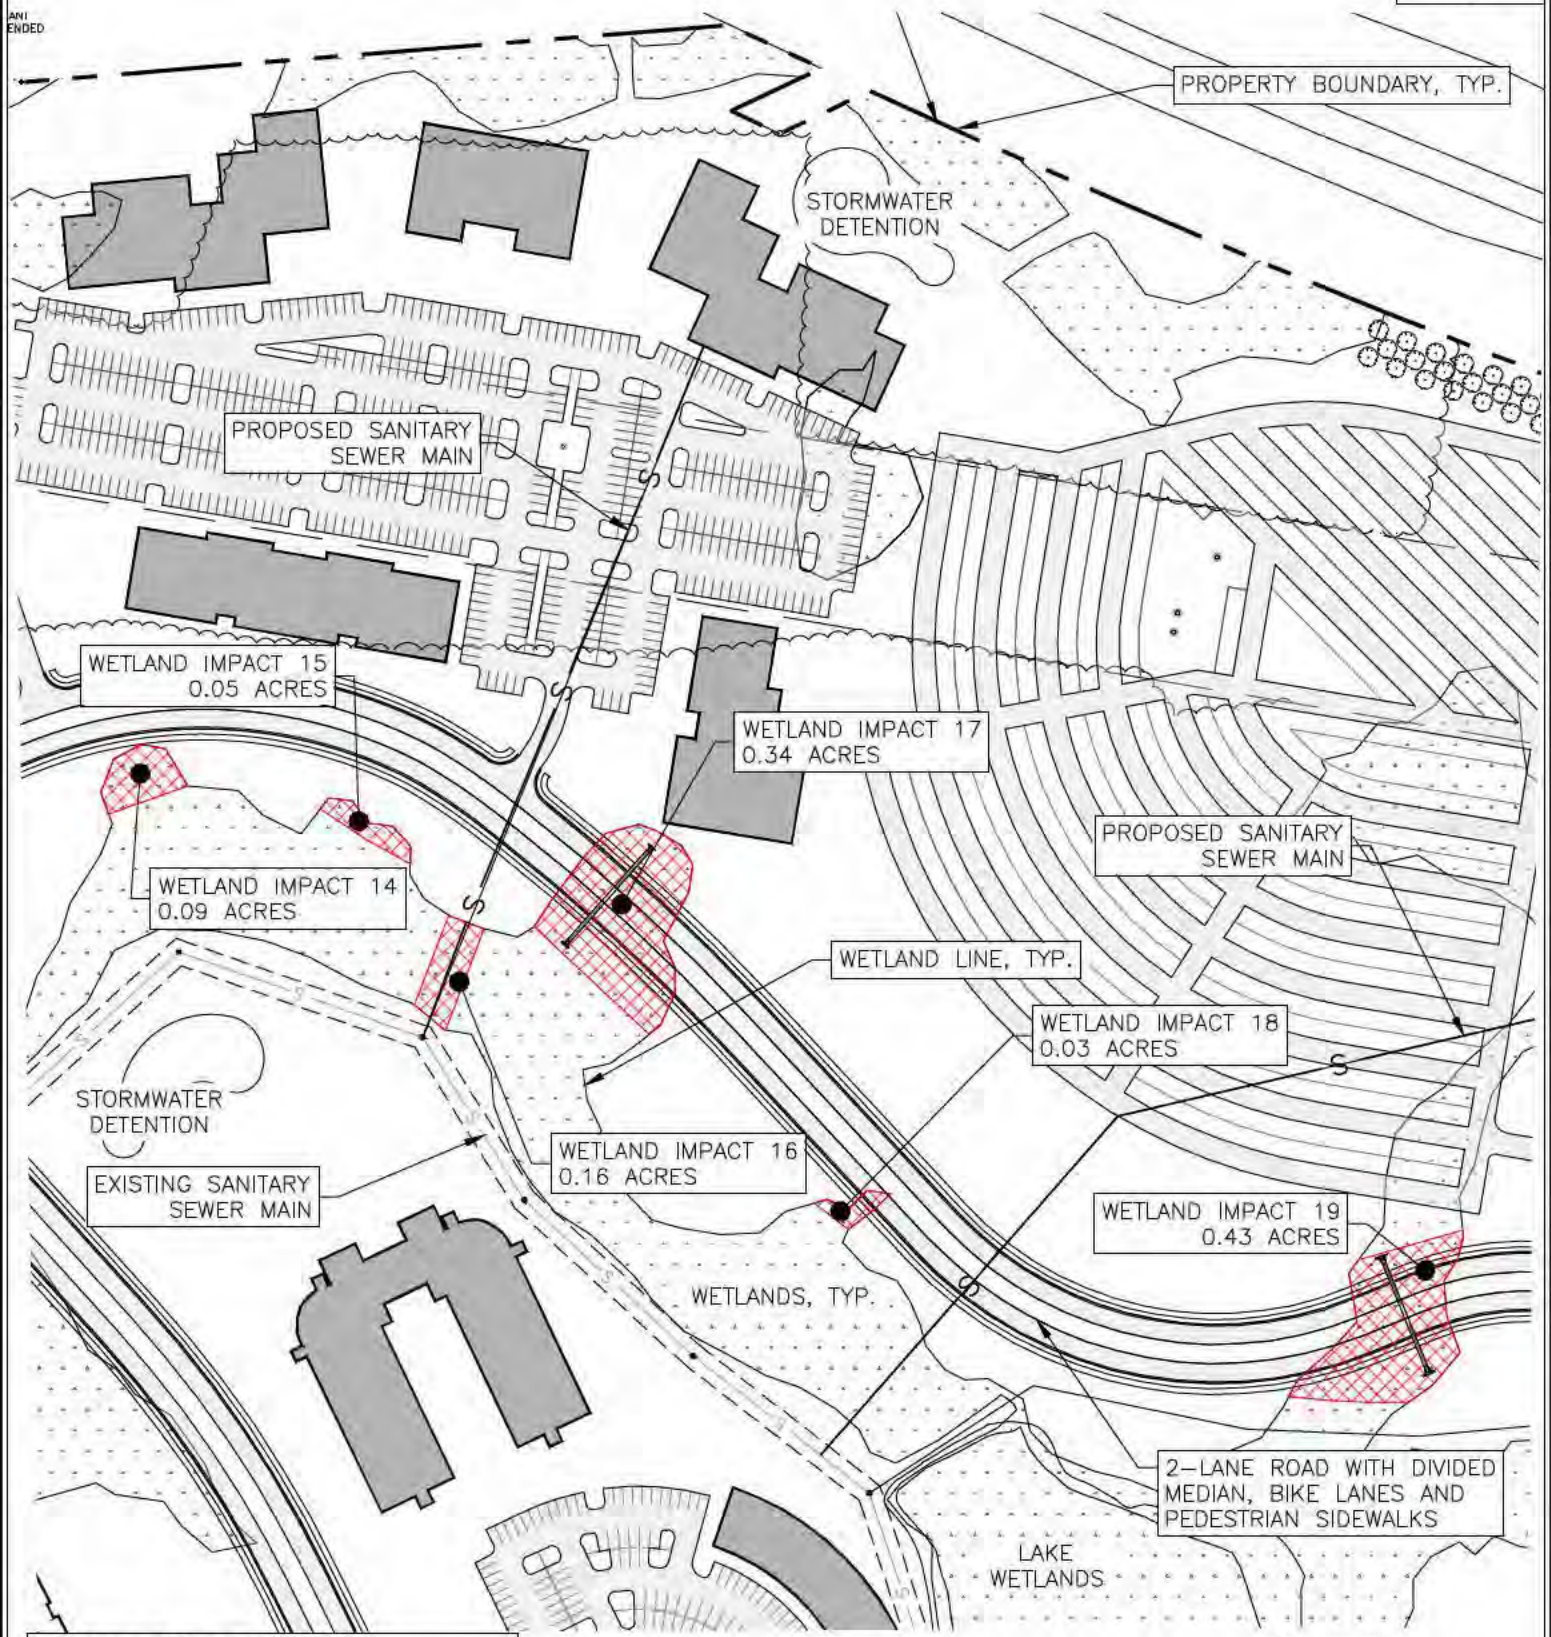 ENDED
PROPERTY BOUNDARY, TYP.
STORMWATER
DETENTION
PROPOSED SANITARY
SEWER MAIN
S
WETLAND IMPACT 15
0.05 ACRES
S
WETLAND IMPACT 17
0.34 ACRES
PROPOSED SANITARY
SEWER MAIN
WETLAND IMPACT 14
0.09 ACRES
S
WETLAND LINE, TYP.
S
WETLAND IMPACT 18
0.03 ACRES
S
S
STORMWATER
DETENTION
S
WETLAND IMPACT 16
0.16 ACRES
EXISTING SANITARY
SEWER MAIN
WETLAND IMPACT 19
0.43 ACRES
S
S
WETLANDS, TYP.
S
2-LANE ROAD WITH DIVIDED
MEDIAN, BIKE LANES AND
PEDESTRIAN SIDEWALKS
LAKE
WETLANDS
S